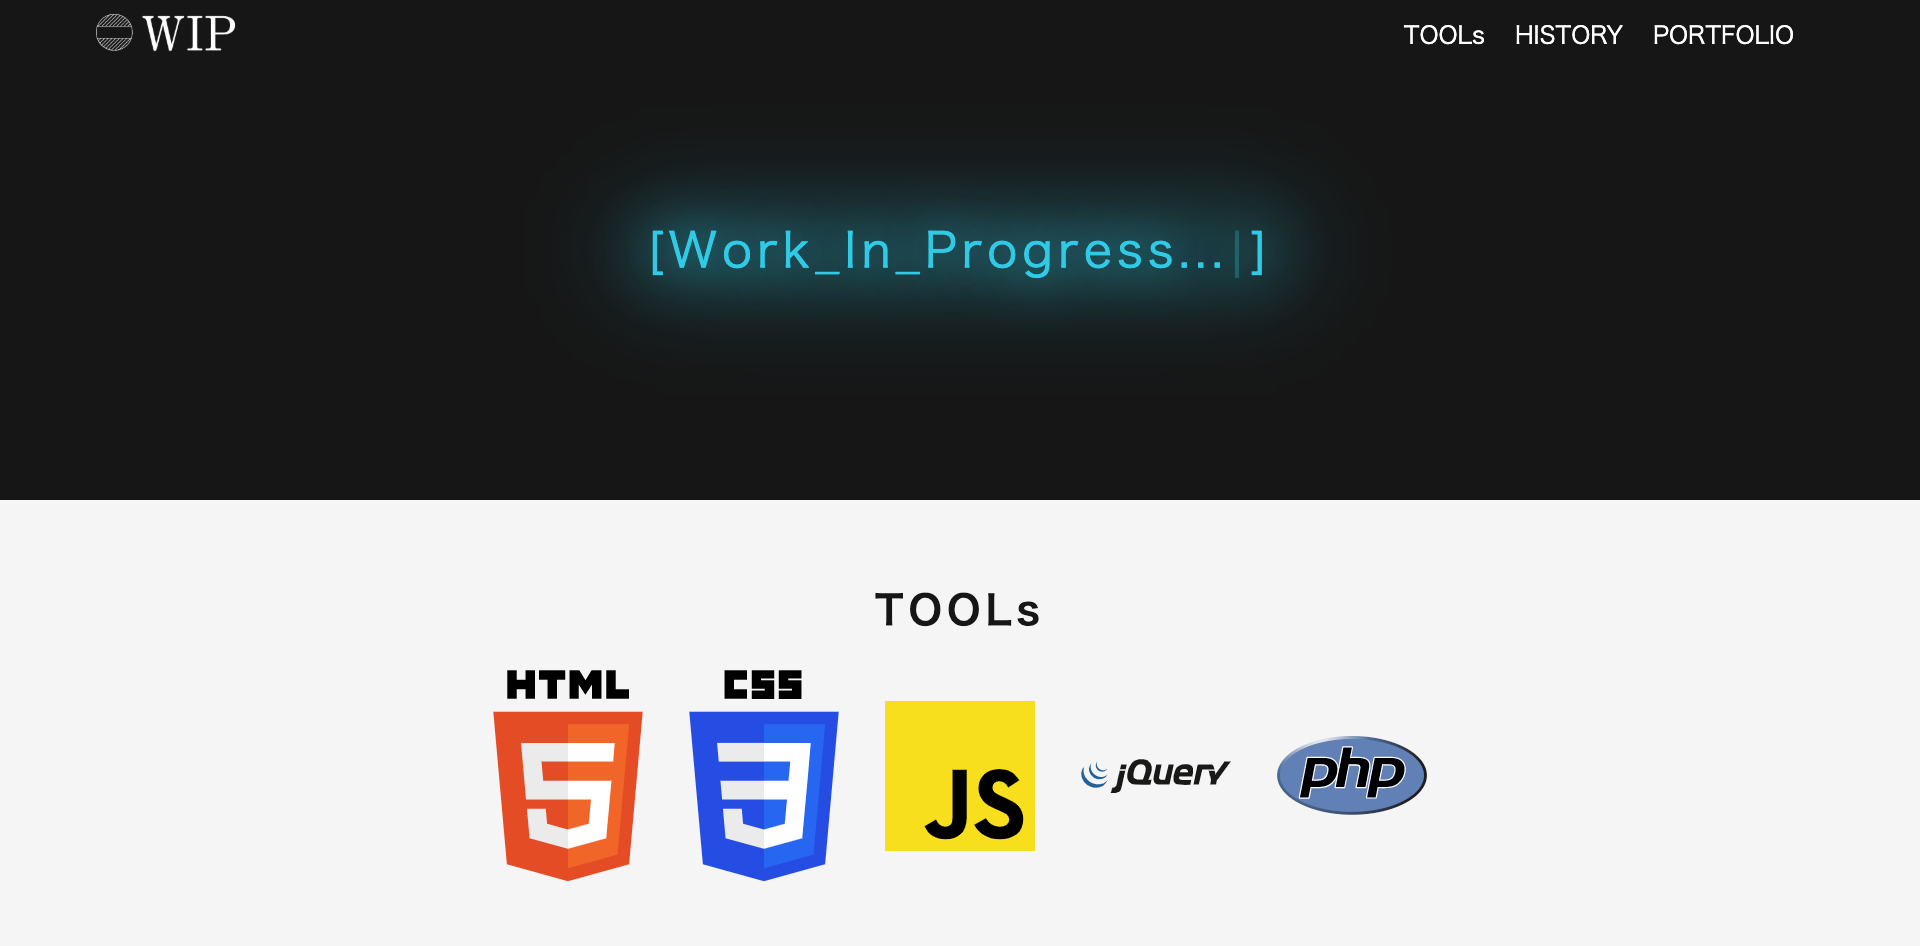 WIP
TOOLs HISTORY PORTFOLIO
[Work_In_Progress...|]
TOOLs
HTML CSS
JS jQuery php